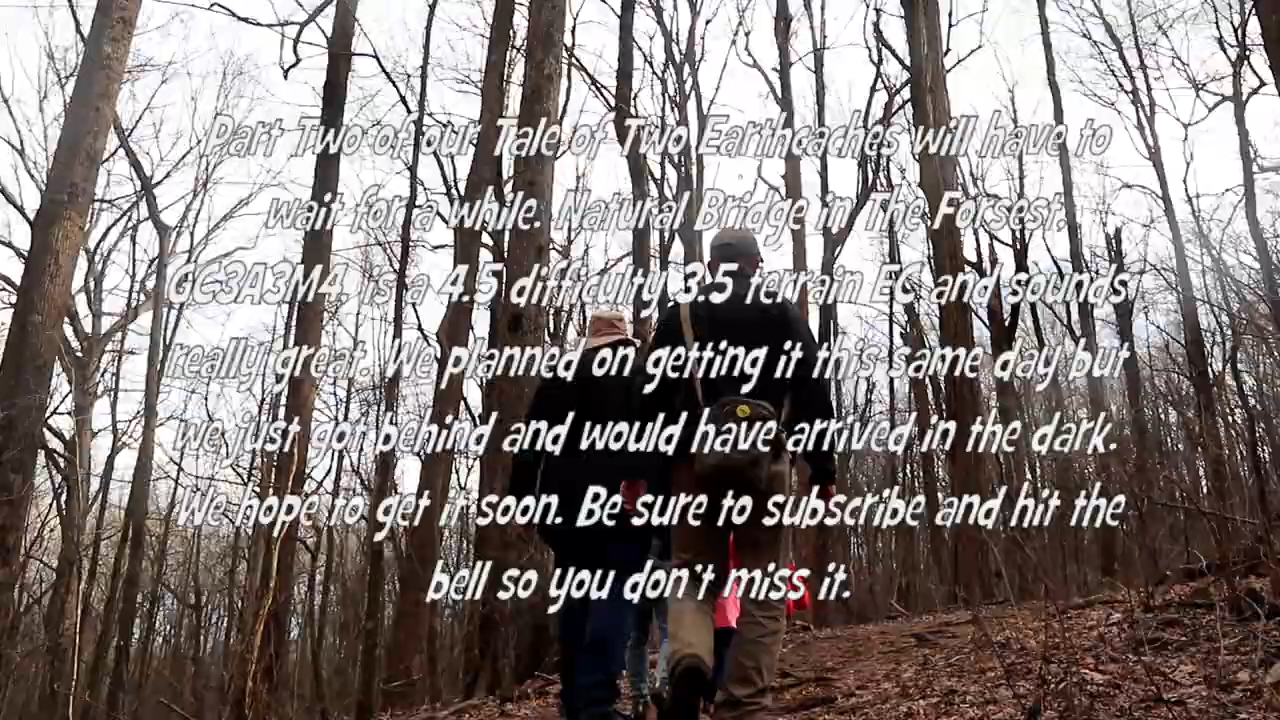 Part Two of our Tale of Two Earthcaches will have to
wait for a while. Natural Bridge in The Forsest,
GC3A3M4, is a 4.5 difficulty 3.5 terrain EC and sounds
really great. We planned on getting it this same day but
we just got behind and would have arrived in the dark.
We hope to get it soon. Be sure to subscribe and hit the
bell so you don't miss it.